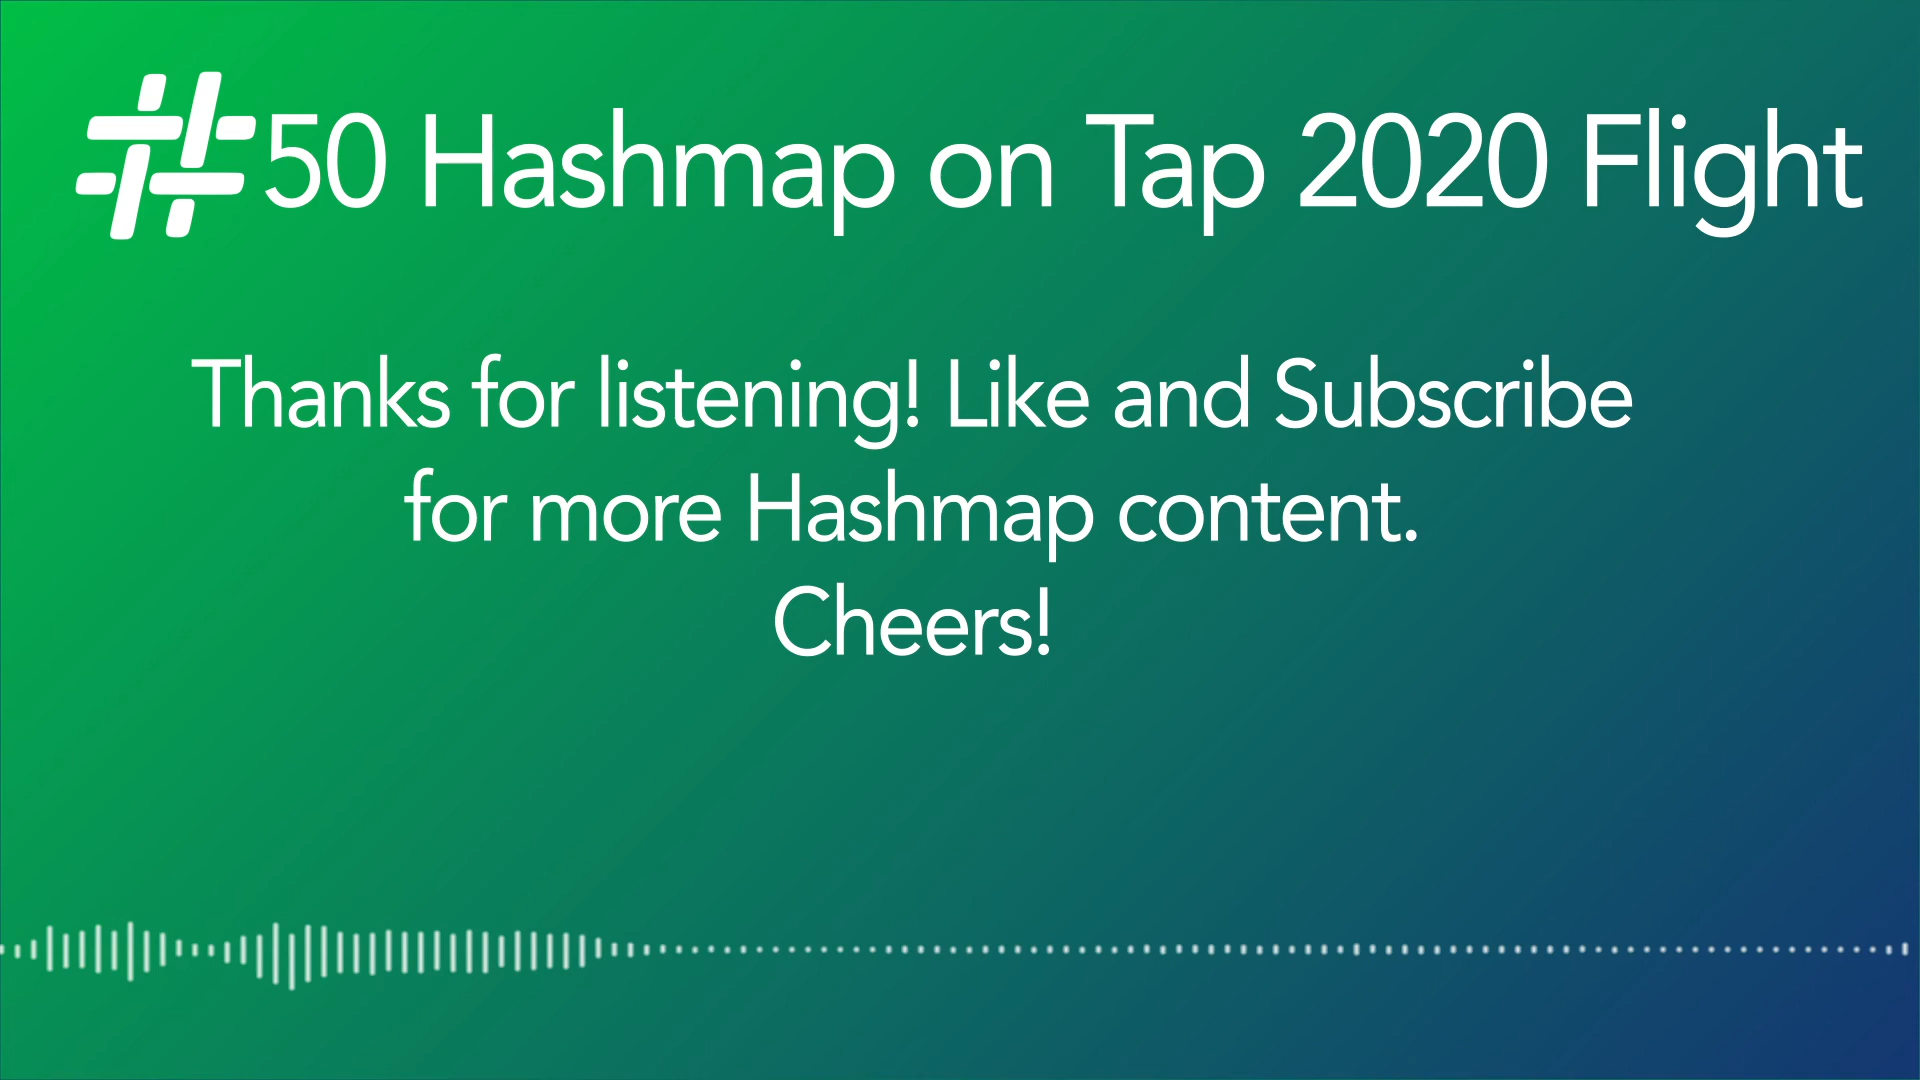 #50 Hashmap on Tap 2020 Flight
Thanks for listening! Like and Subscribe
for more Hashmap content.
Cheers!